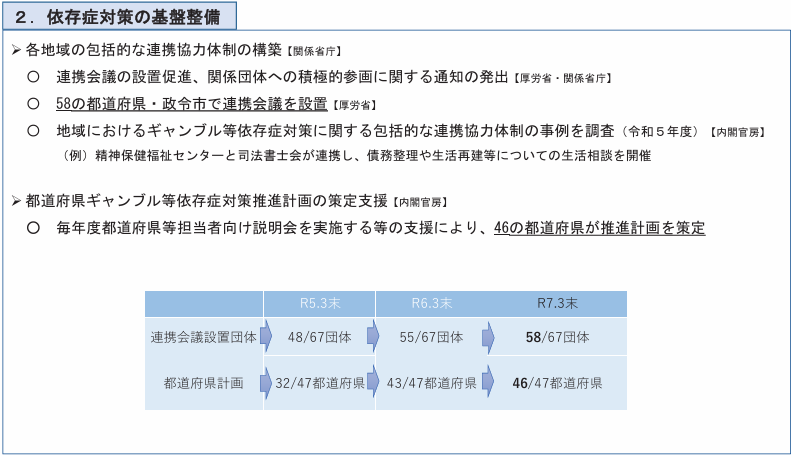 ２．依存症対策の基盤整備
➢各地域の包括的な連携協力体制の構築【関係省庁】
○ 連携会議の設置促進、関係団体への積極的参画に関する通知の発出【厚労省・関係省庁】
○ 58の都道府県・政令市で連携会議を設置【厚労省】
○ 地域におけるギャンブル等依存症対策に関する包括的な連携協力体制の事例を調査（令和５年度）【内閣官房】
（例）精神保健福祉センターと司法書士会が連携し、債務整理や生活再建等についての生活相談を開催
➢都道府県ギャンブル等依存症対策推進計画の策定支援【内閣官房】
○ 毎年度都道府県等担当者向け説明会を実施する等の支援により、46の都道府県が推進計画を策定
R5.3末 R6.3末 R7.3末
連携会議設置団体 48/67団体 55/67団体 58/67団体
都道府県計画 32/47都道府県 43/47都道府県 46/47都道府県